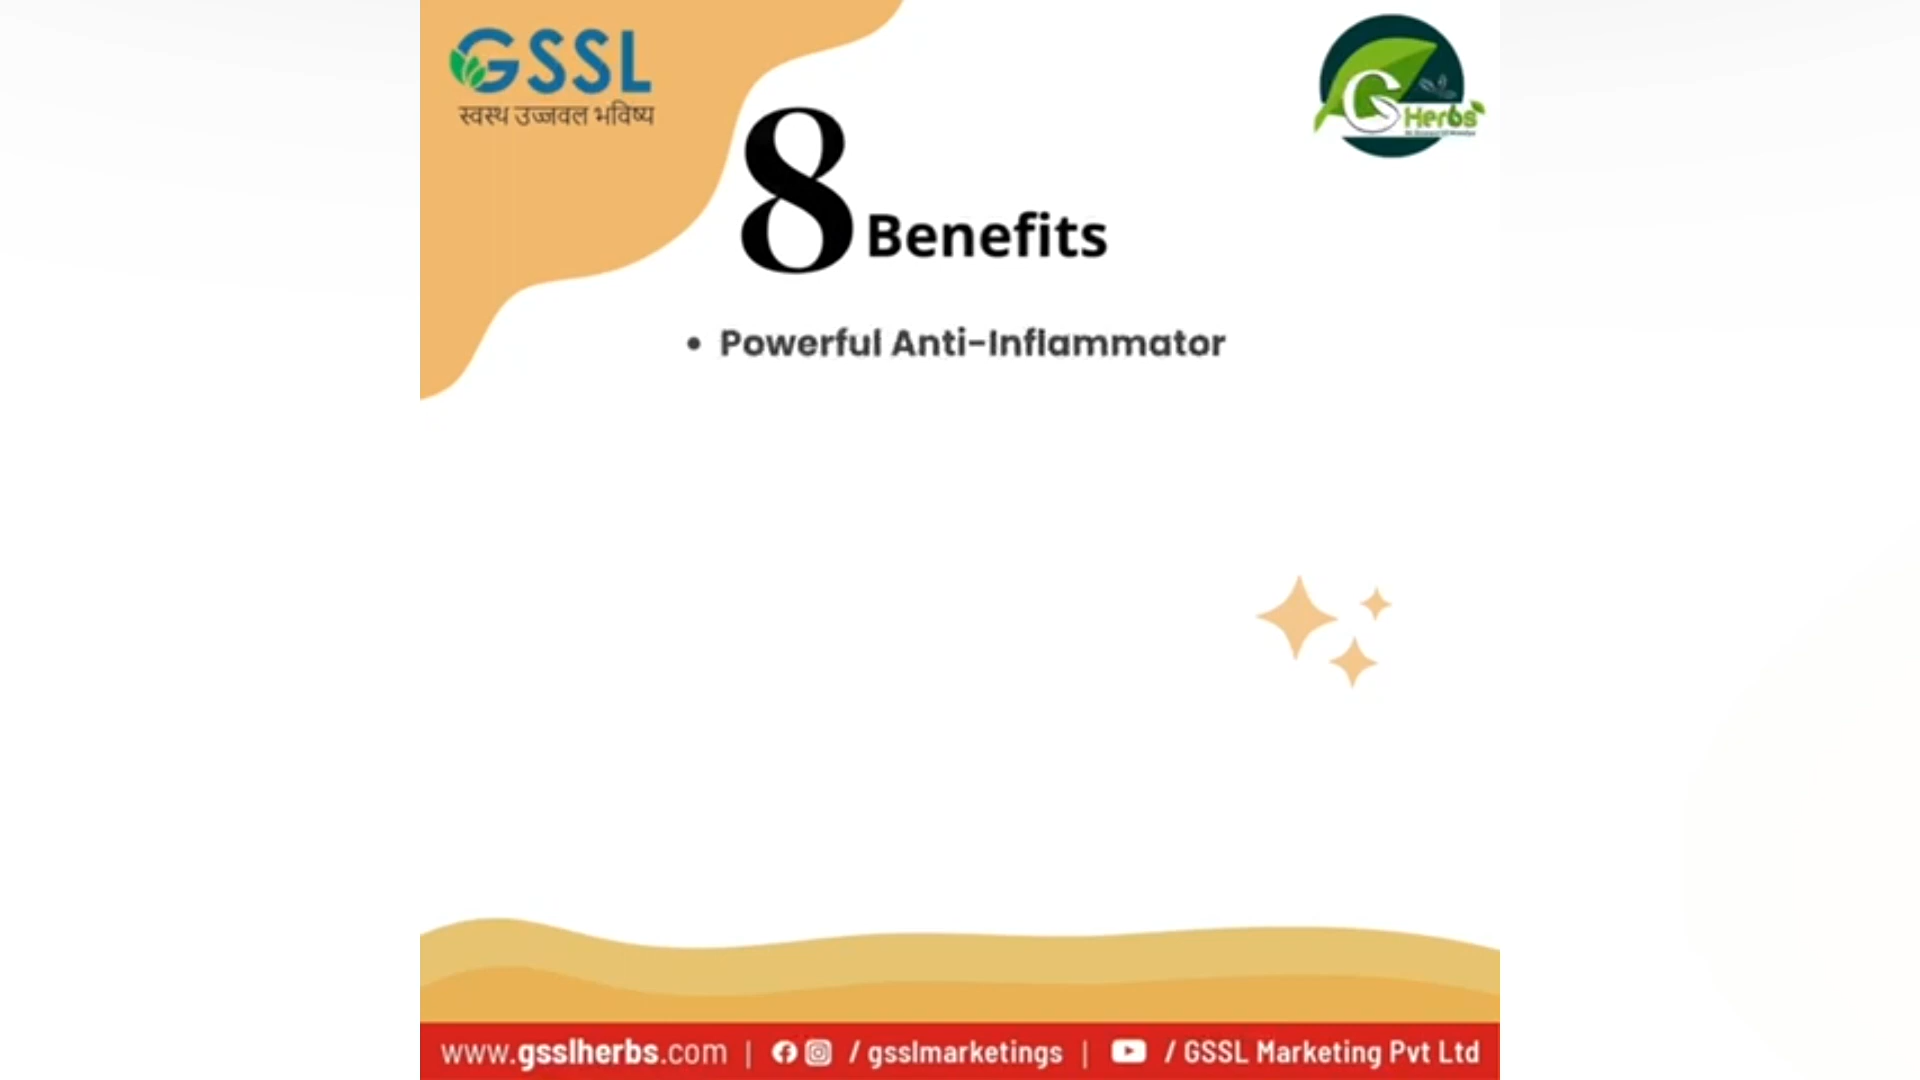 GSSL
स्वस्थ उज्जवल भविष्य
G Herbs
8 Benefits
• Powerful Anti-Inflammator
www.gsslherbs.com | / gsslmarketings | / GSSL Marketing Pvt Ltd